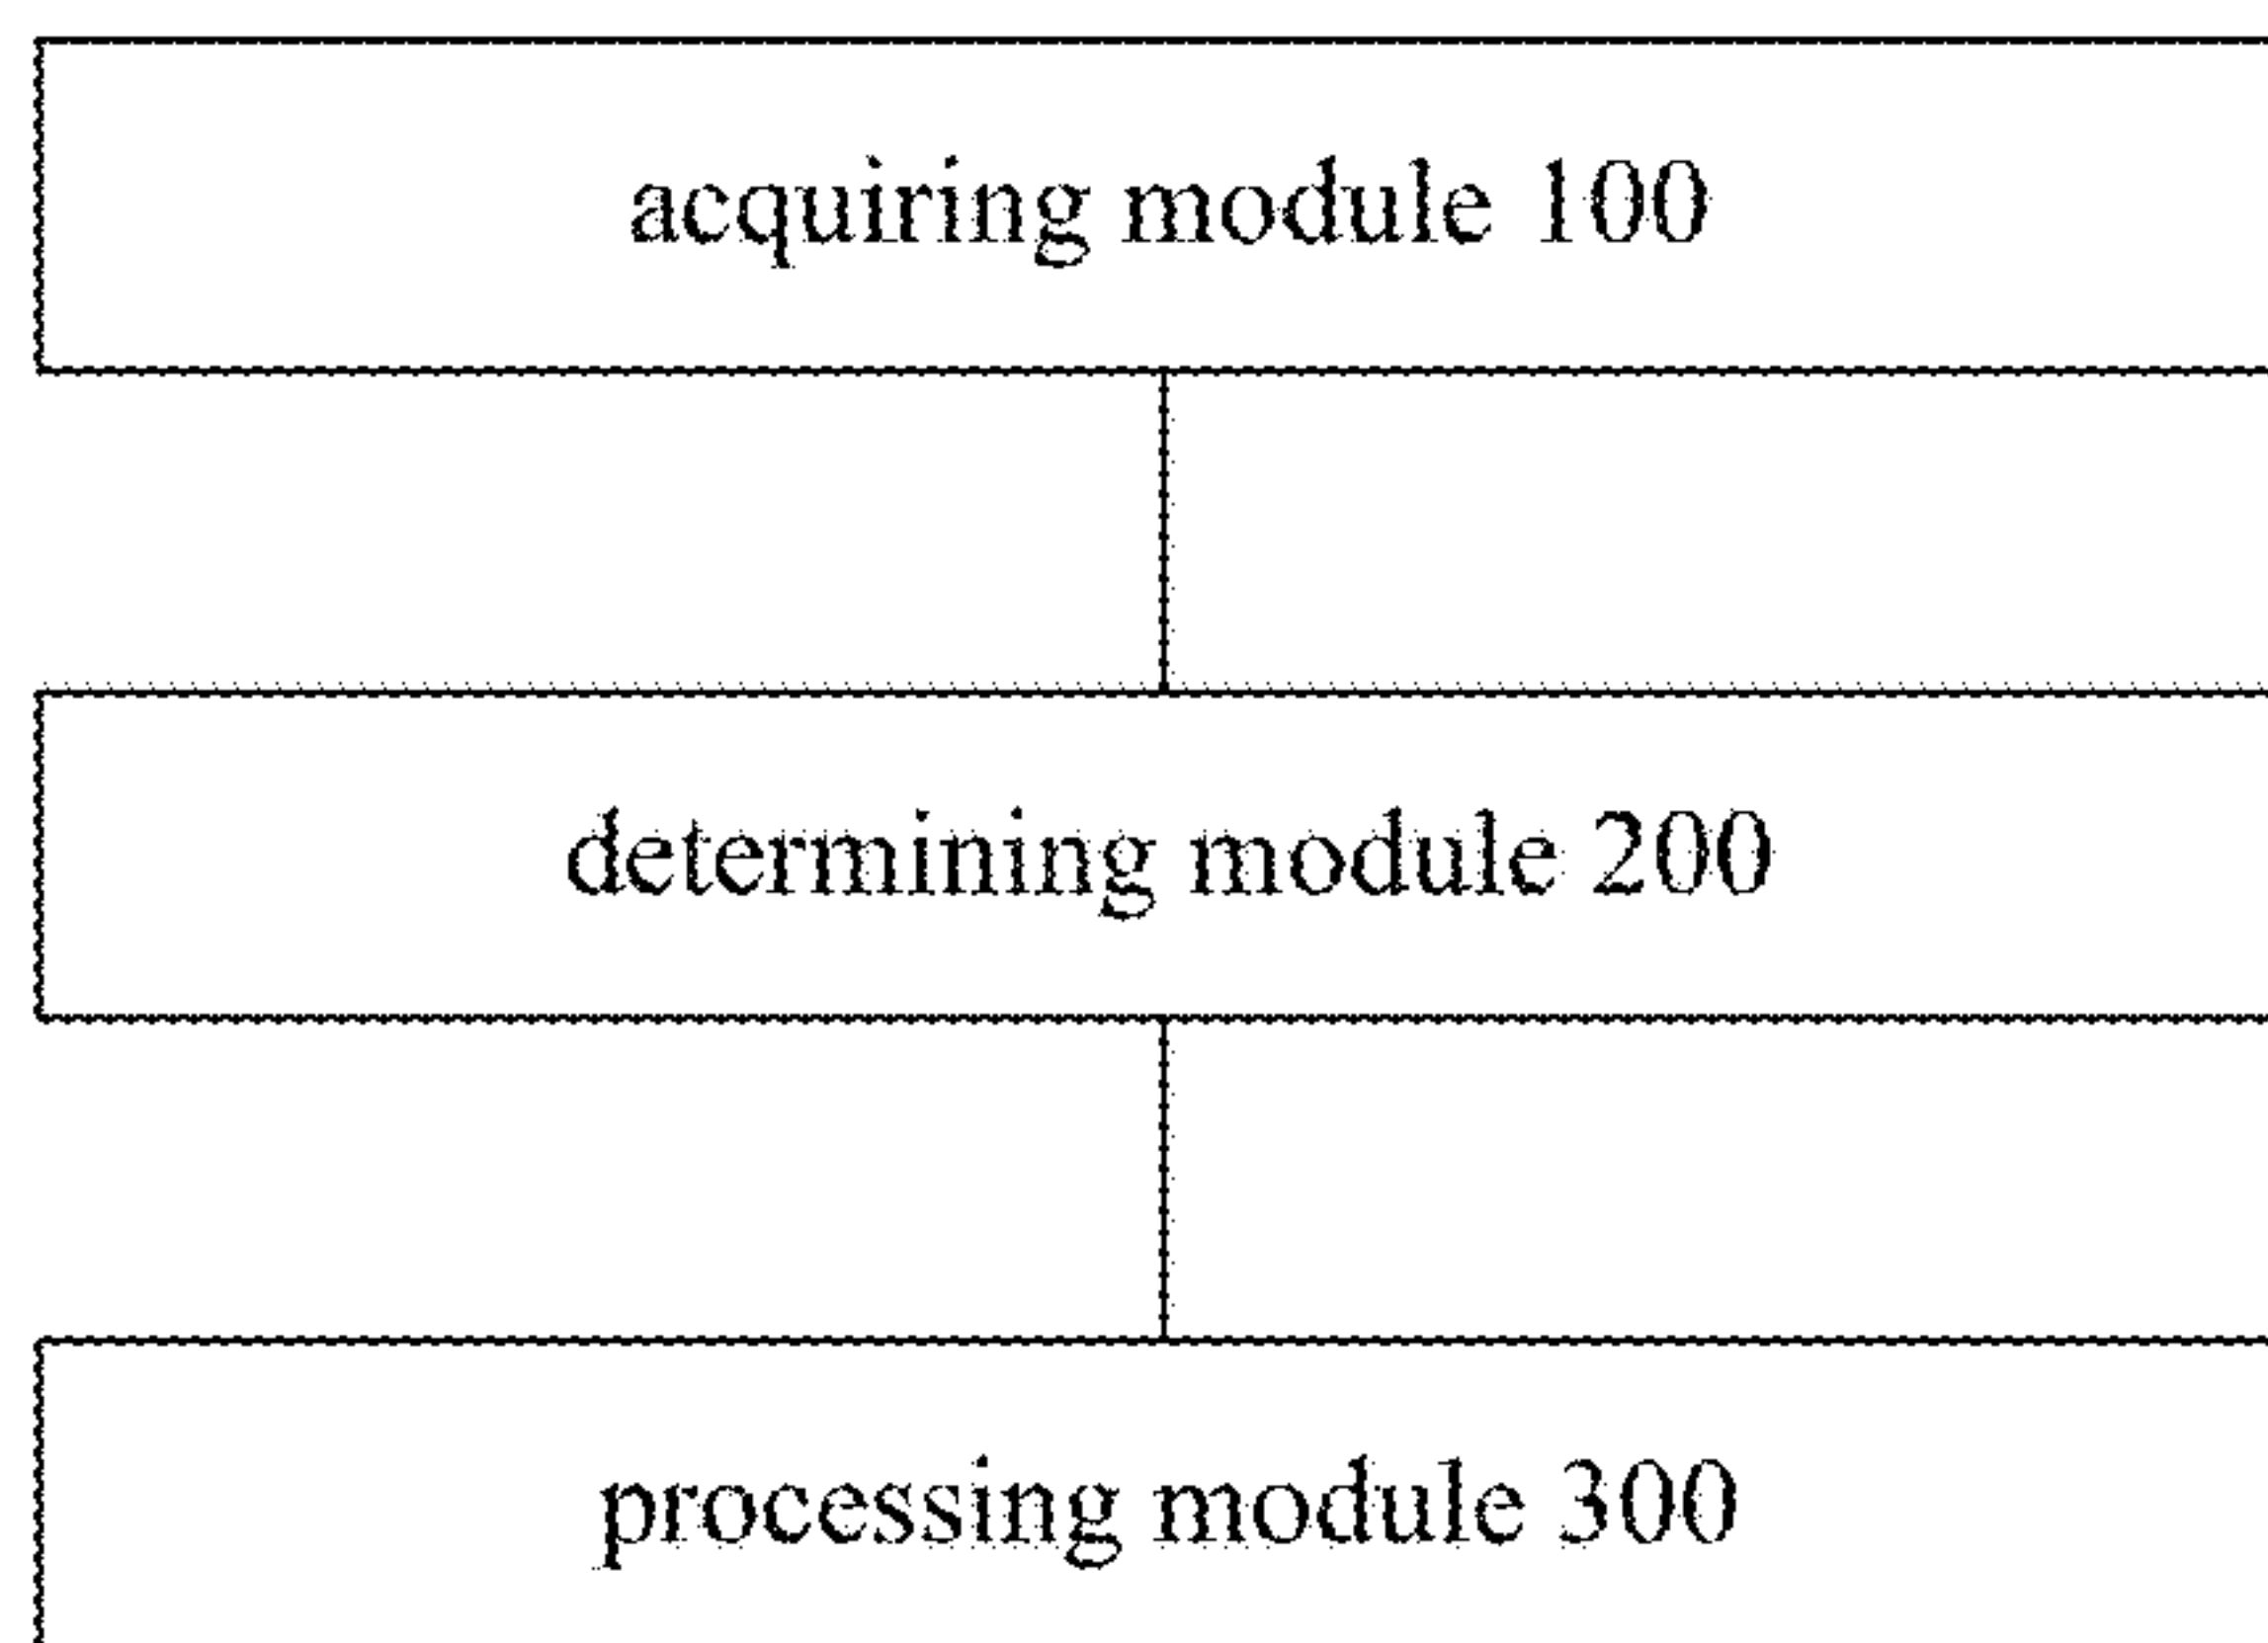 acquiring module 100
determining module 200
processing module 300